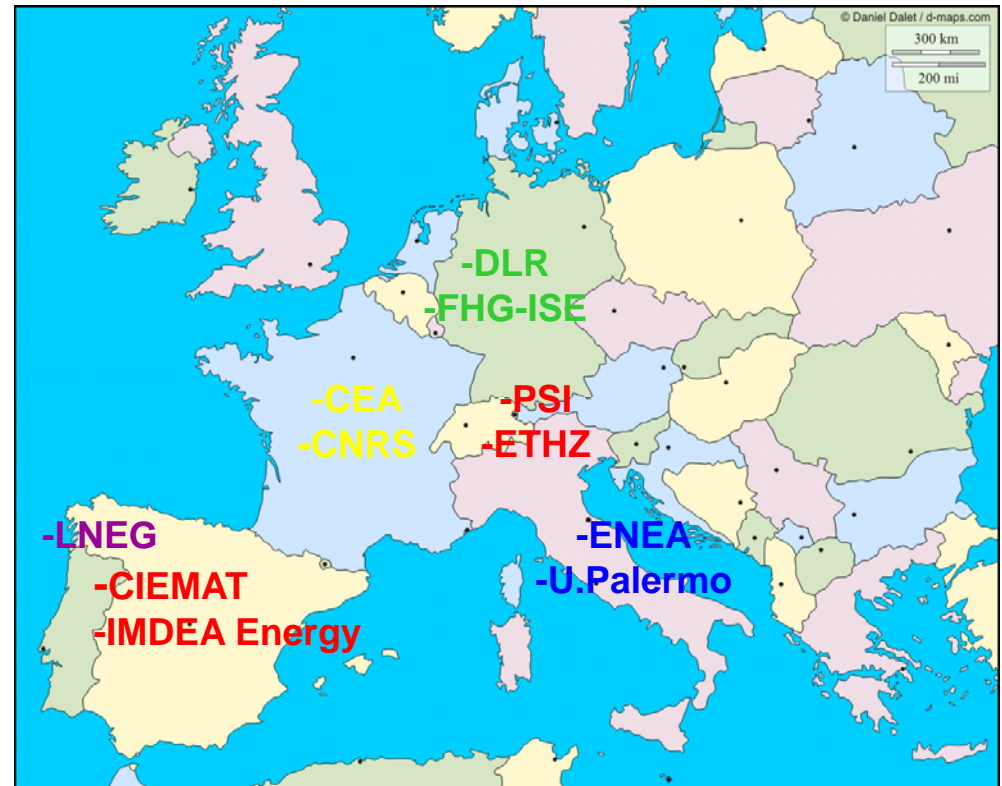 © Daniel Dalet / d-maps.com
300 km
200 mi
-DLR
-FHG-ISE
-CEA
-CNRS
-PSI
-ETHZ
-LNEG
-CIEMAT
-IMDEA Energy
-ENEA
-U.Palermo